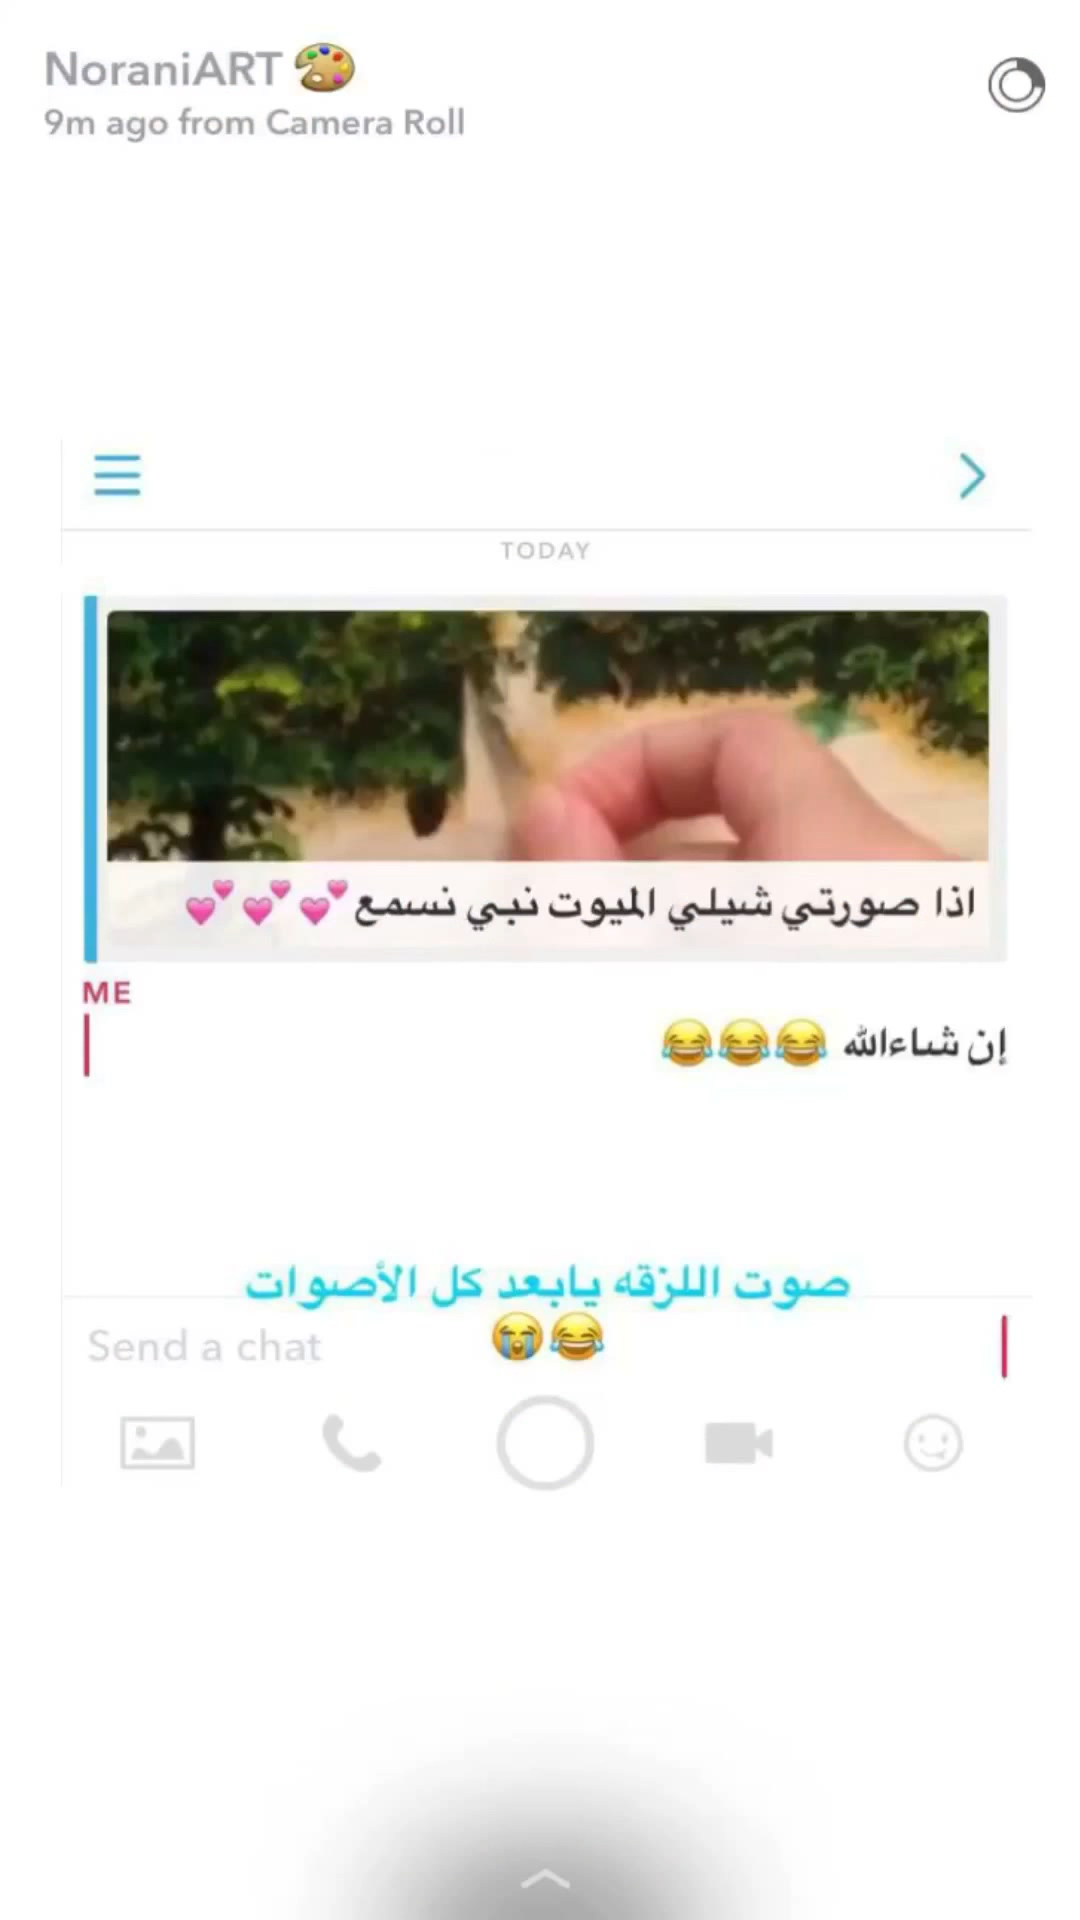 NoraniART 🎨
9m ago from Camera Roll
TODAY
اذا صورتي شيلي الميوت نبي نسمع 💕💕💕
ME
إن شاءالله 😂😂😂
صوت اللزقه يابعد كل الأصوات
😂😭
Send a chat